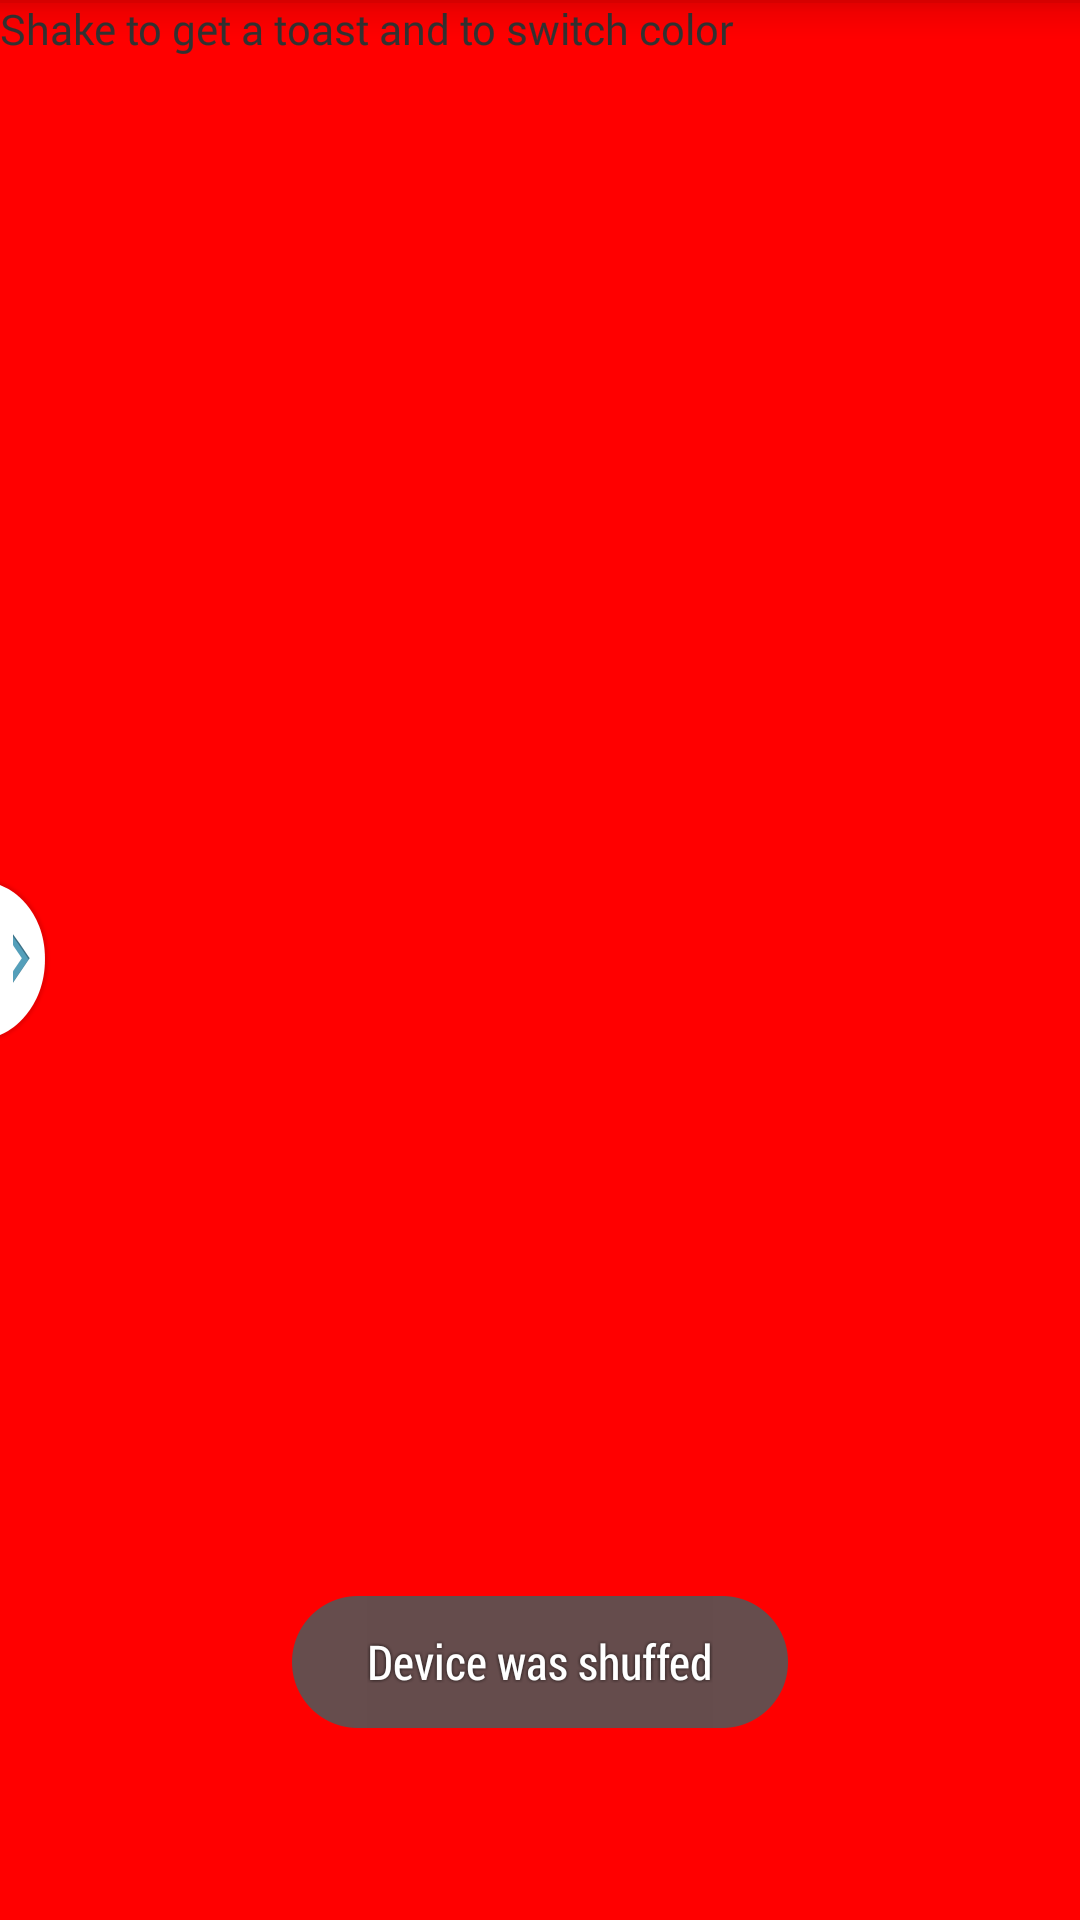 Shake to get a toast and to switch color
Device was shuffed